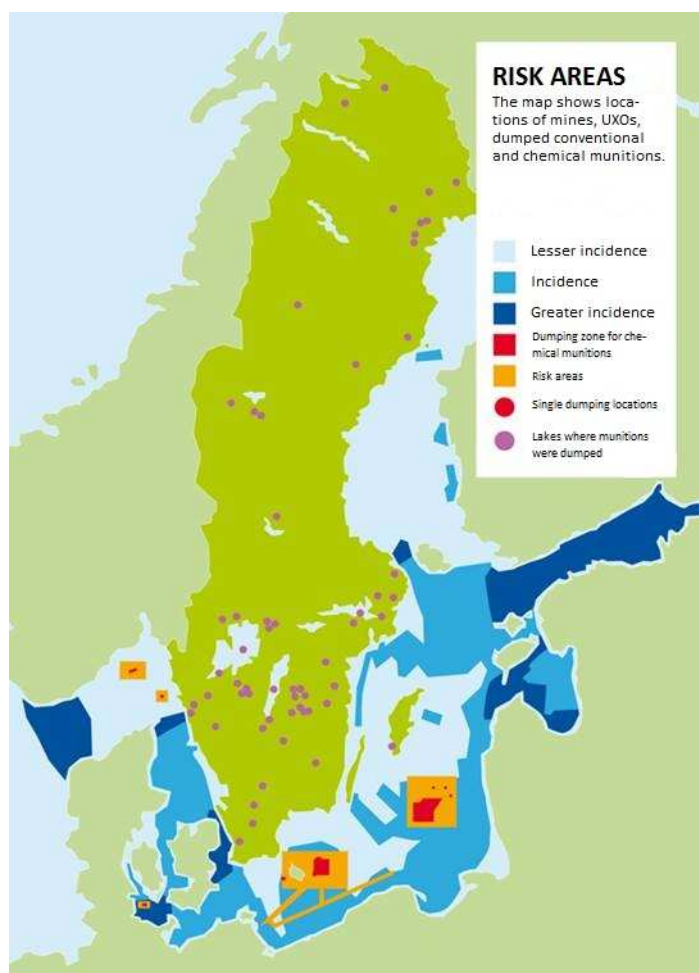 RISK AREAS
The map shows loca-
tions of mines, UXOs,
dumped conventional
and chemical munitions.
Lesser incidence
Incidence
Greater incidence
Dumping zone for che-
mical munitions
Risk areas
Single dumping locations
Lakes where munitions
were dumped